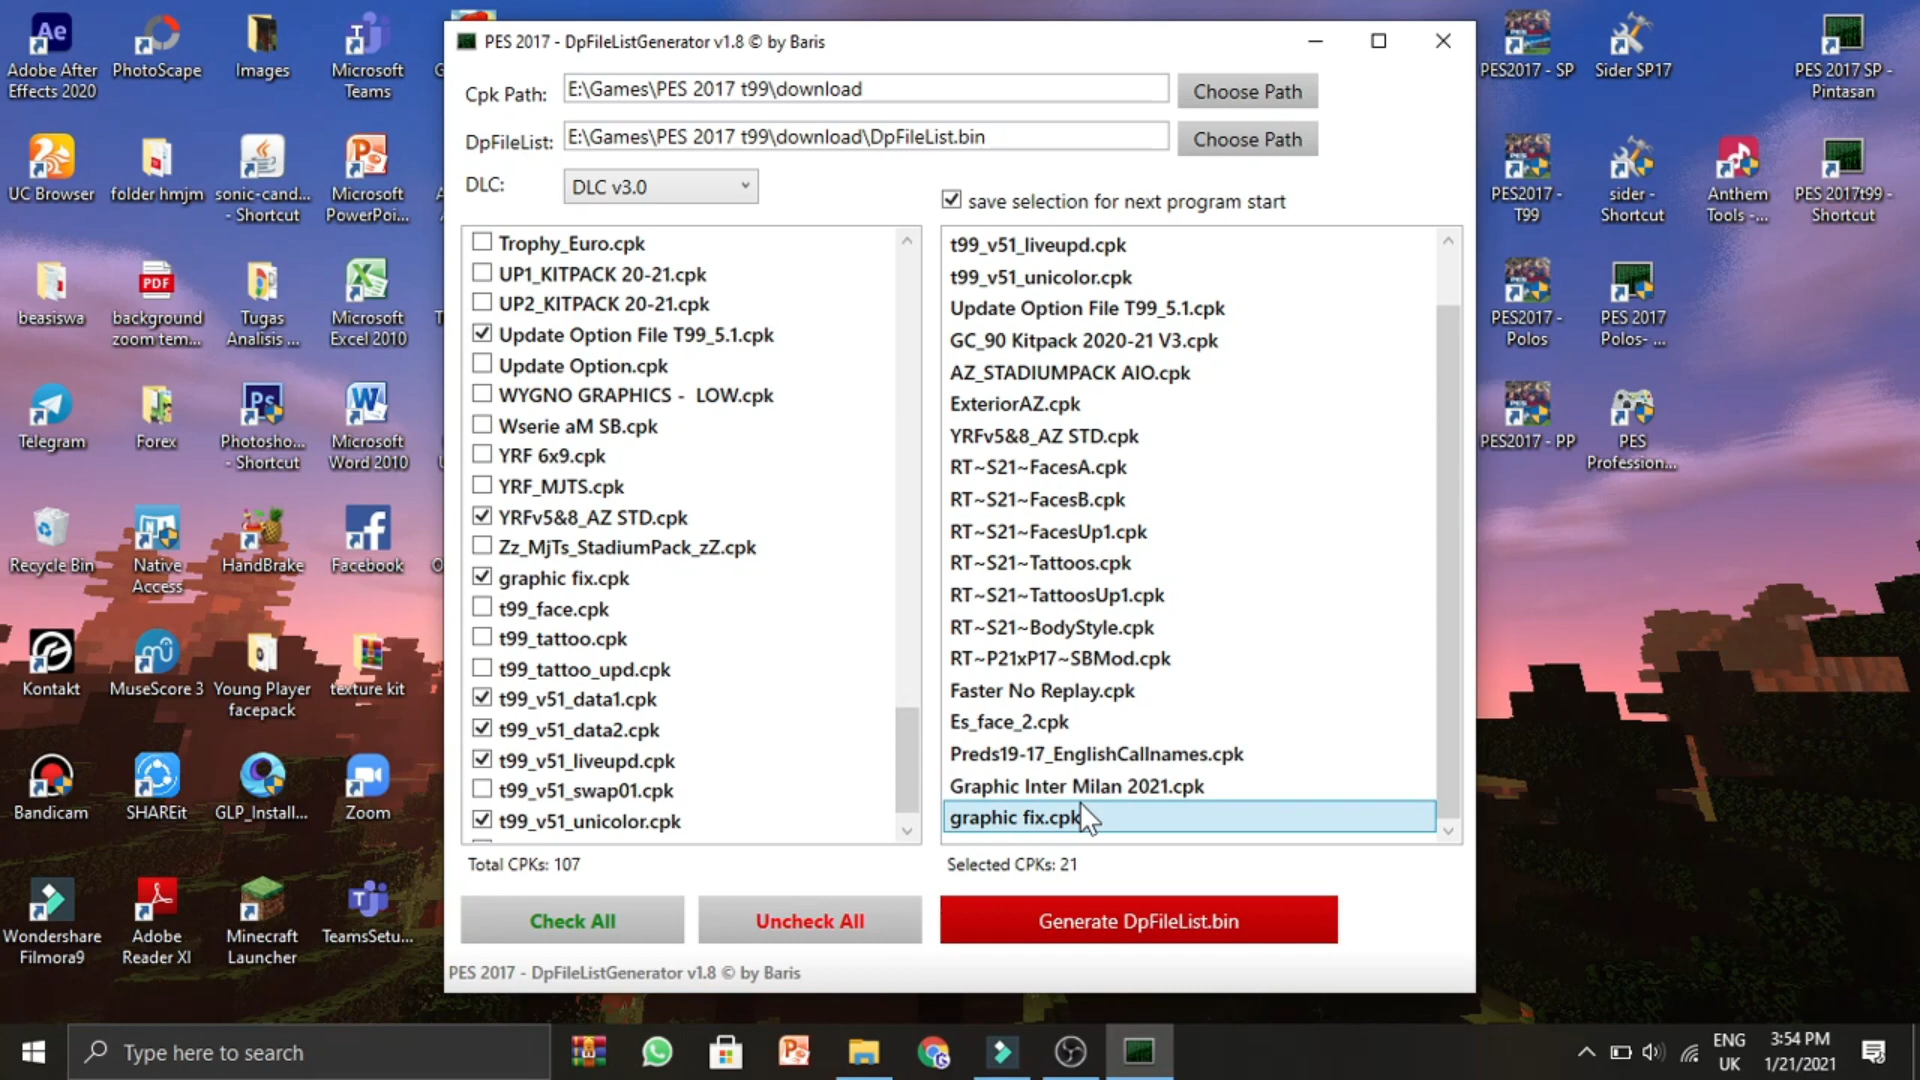 PES 2017 - DpFileListGenerator v1.8 © by Baris
Cpk Path:
E:\Games\PES 2017 t99\download
Choose Path
DpFileList:
E:\Games\PES 2017 t99\download\DpFileList.bin
Choose Path
DLC:
DLC v3.0
save selection for next program start
Trophy_Euro.cpk
UP1_KITPACK 20-21.cpk
UP2_KITPACK 20-21.cpk
Update Option File T99_5.1.cpk
Update Option.cpk
WYGNO GRAPHICS -  LOW.cpk
Wserie aM SB.cpk
YRF 6x9.cpk
YRF_MJTS.cpk
YRFv5&8_AZ STD.cpk
Zz_MjTs_StadiumPack_zZ.cpk
graphic fix.cpk
t99_face.cpk
t99_tattoo.cpk
t99_tattoo_upd.cpk
t99_v51_data1.cpk
t99_v51_data2.cpk
t99_v51_liveupd.cpk
t99_v51_swap01.cpk
t99_v51_unicolor.cpk
t99_v51_liveupd.cpk
t99_v51_unicolor.cpk
Update Option File T99_5.1.cpk
GC_90 Kitpack 2020-21 V3.cpk
AZ_STADIUMPACK AIO.cpk
ExteriorAZ.cpk
YRFv5&8_AZ STD.cpk
RT~S21~FacesA.cpk
RT~S21~FacesB.cpk
RT~S21~FacesUp1.cpk
RT~S21~Tattoos.cpk
RT~S21~TattoosUp1.cpk
RT~S21~BodyStyle.cpk
RT~P21xP17~SBMod.cpk
Faster No Replay.cpk
Es_face_2.cpk
Preds19-17_EnglishCallnames.cpk
Graphic Inter Milan 2021.cpk
graphic fix.cpk
Total CPKs: 107
Selected CPKs: 21
Check All
Uncheck All
Generate DpFileList.bin
PES 2017 - DpFileListGenerator v1.8 © by Baris
Adobe After
Effects 2020
PhotoScape
Images
Microsoft
Teams
UC Browser
folder hmjm
sonic-cand...
- Shortcut
Microsoft
PowerPoi...
beasiswa
background
zoom tem...
Tugas
Analisis ...
Microsoft
Excel 2010
Telegram
Forex
Photosho...
- Shortcut
Microsoft
Word 2010
Recycle Bin
Native
Access
HandBrake
Facebook
Kontakt
MuseScore 3
Young Player
facepack
texture kit
Bandicam
SHAREit
GLP_Install...
Zoom
Wondershare
Filmora9
Adobe
Reader XI
Minecraft
Launcher
TeamsSetu...
PES2017 - SP
Sider SP17
PES 2017 SP -
Pintasan
PES2017 -
T99
sider -
Shortcut
Anthem
Tools -...
PES 2017t99 -
Shortcut
PES2017 -
Polos
PES 2017
Polos- ...
PES2017 - PP
PES
Profession...
Type here to search
ENG
UK
3:54 PM
1/21/2021